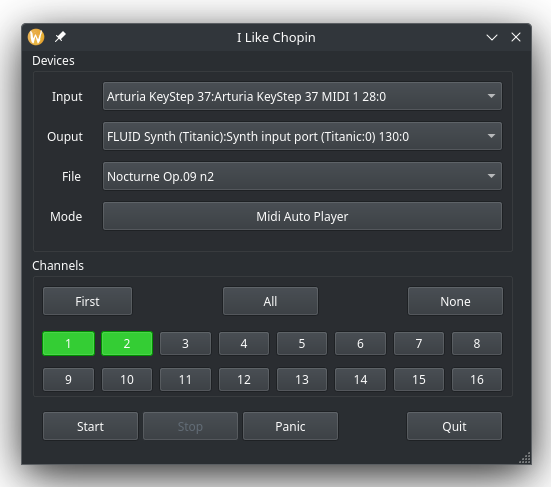 I Like Chopin
Devices
Input Arturia KeyStep 37:Arturia KeyStep 37 MIDI 1 28:0
Ouput FLUID Synth (Titanic):Synth input port (Titanic:0) 130:0
File Nocturne Op.09 n2
Mode Midi Auto Player
Channels
First All None
1 2 3 4 5 6 7 8
9 10 11 12 13 14 15 16
Start Stop Panic Quit